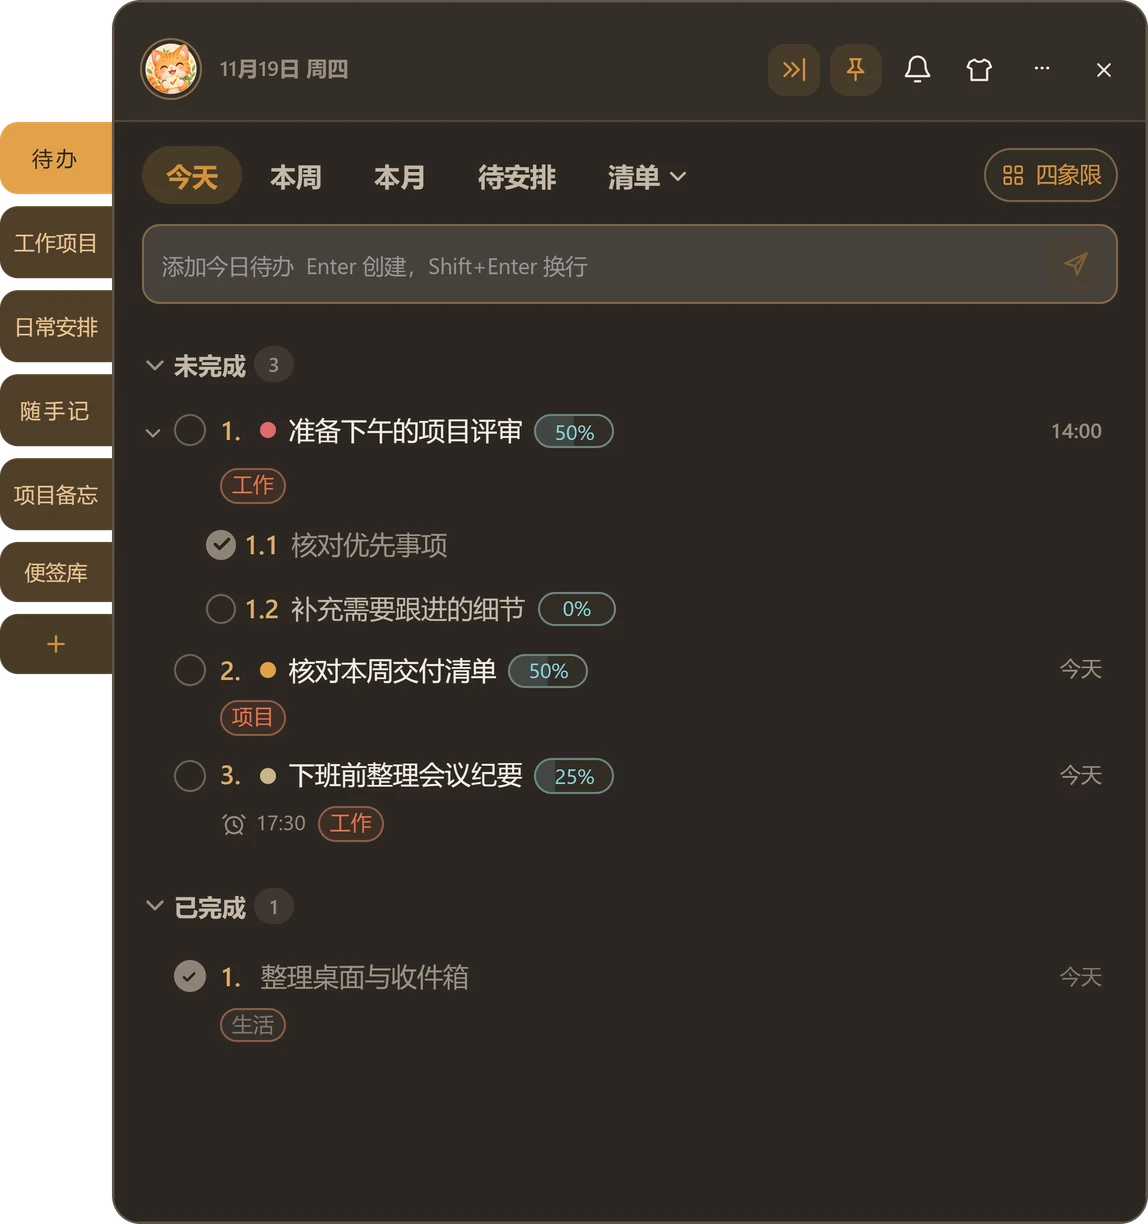 11月19日 周四
待办
工作项目
日常安排
随手记
项目备忘
便签库
+
今天 本周 本月 待安排 清单 四象限
添加今日待办 Enter 创建，Shift+Enter 换行
未完成 3
1. 准备下午的项目评审 50% 14:00
工作
1.1 核对优先事项
1.2 补充需要跟进的细节 0%
2. 核对本周交付清单 50% 今天
项目
3. 下班前整理会议纪要 25% 今天
17:30 工作
已完成 1
1. 整理桌面与收件箱 今天
生活